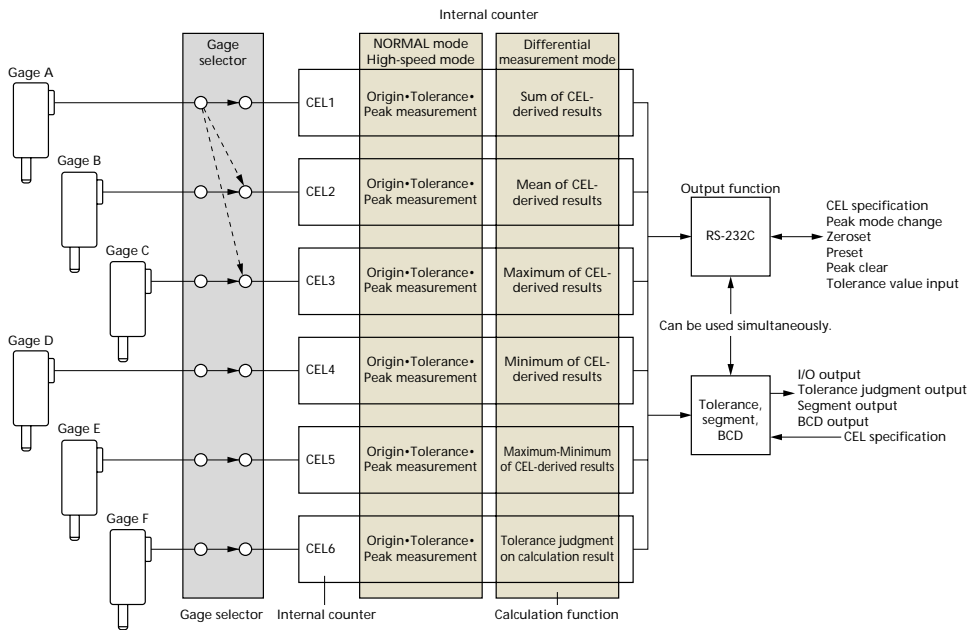 Internal counter
Gage
selector
NORMAL mode
High-speed mode
Differential
measurement mode
Gage A
CEL1
Origin•Tolerance•
Peak measurement
Sum of CEL-
derived results
Gage B
CEL2
Origin•Tolerance•
Peak measurement
Mean of CEL-
derived results
Gage C
CEL3
Origin•Tolerance•
Peak measurement
Maximum of CEL-
derived results
Gage D
CEL4
Origin•Tolerance•
Peak measurement
Minimum of CEL-
derived results
Gage E
CEL5
Origin•Tolerance•
Peak measurement
Maximum-Minimum
of CEL-derived results
Gage F
CEL6
Origin•Tolerance•
Peak measurement
Tolerance judgment
on calculation result
Gage selector
Internal counter
Calculation function
Output function
RS-232C
CEL specification
Peak mode change
Zeroset
Preset
Peak clear
Tolerance value input
Can be used simultaneously.
Tolerance,
segment,
BCD
I/O output
Tolerance judgment output
Segment output
BCD output
CEL specification